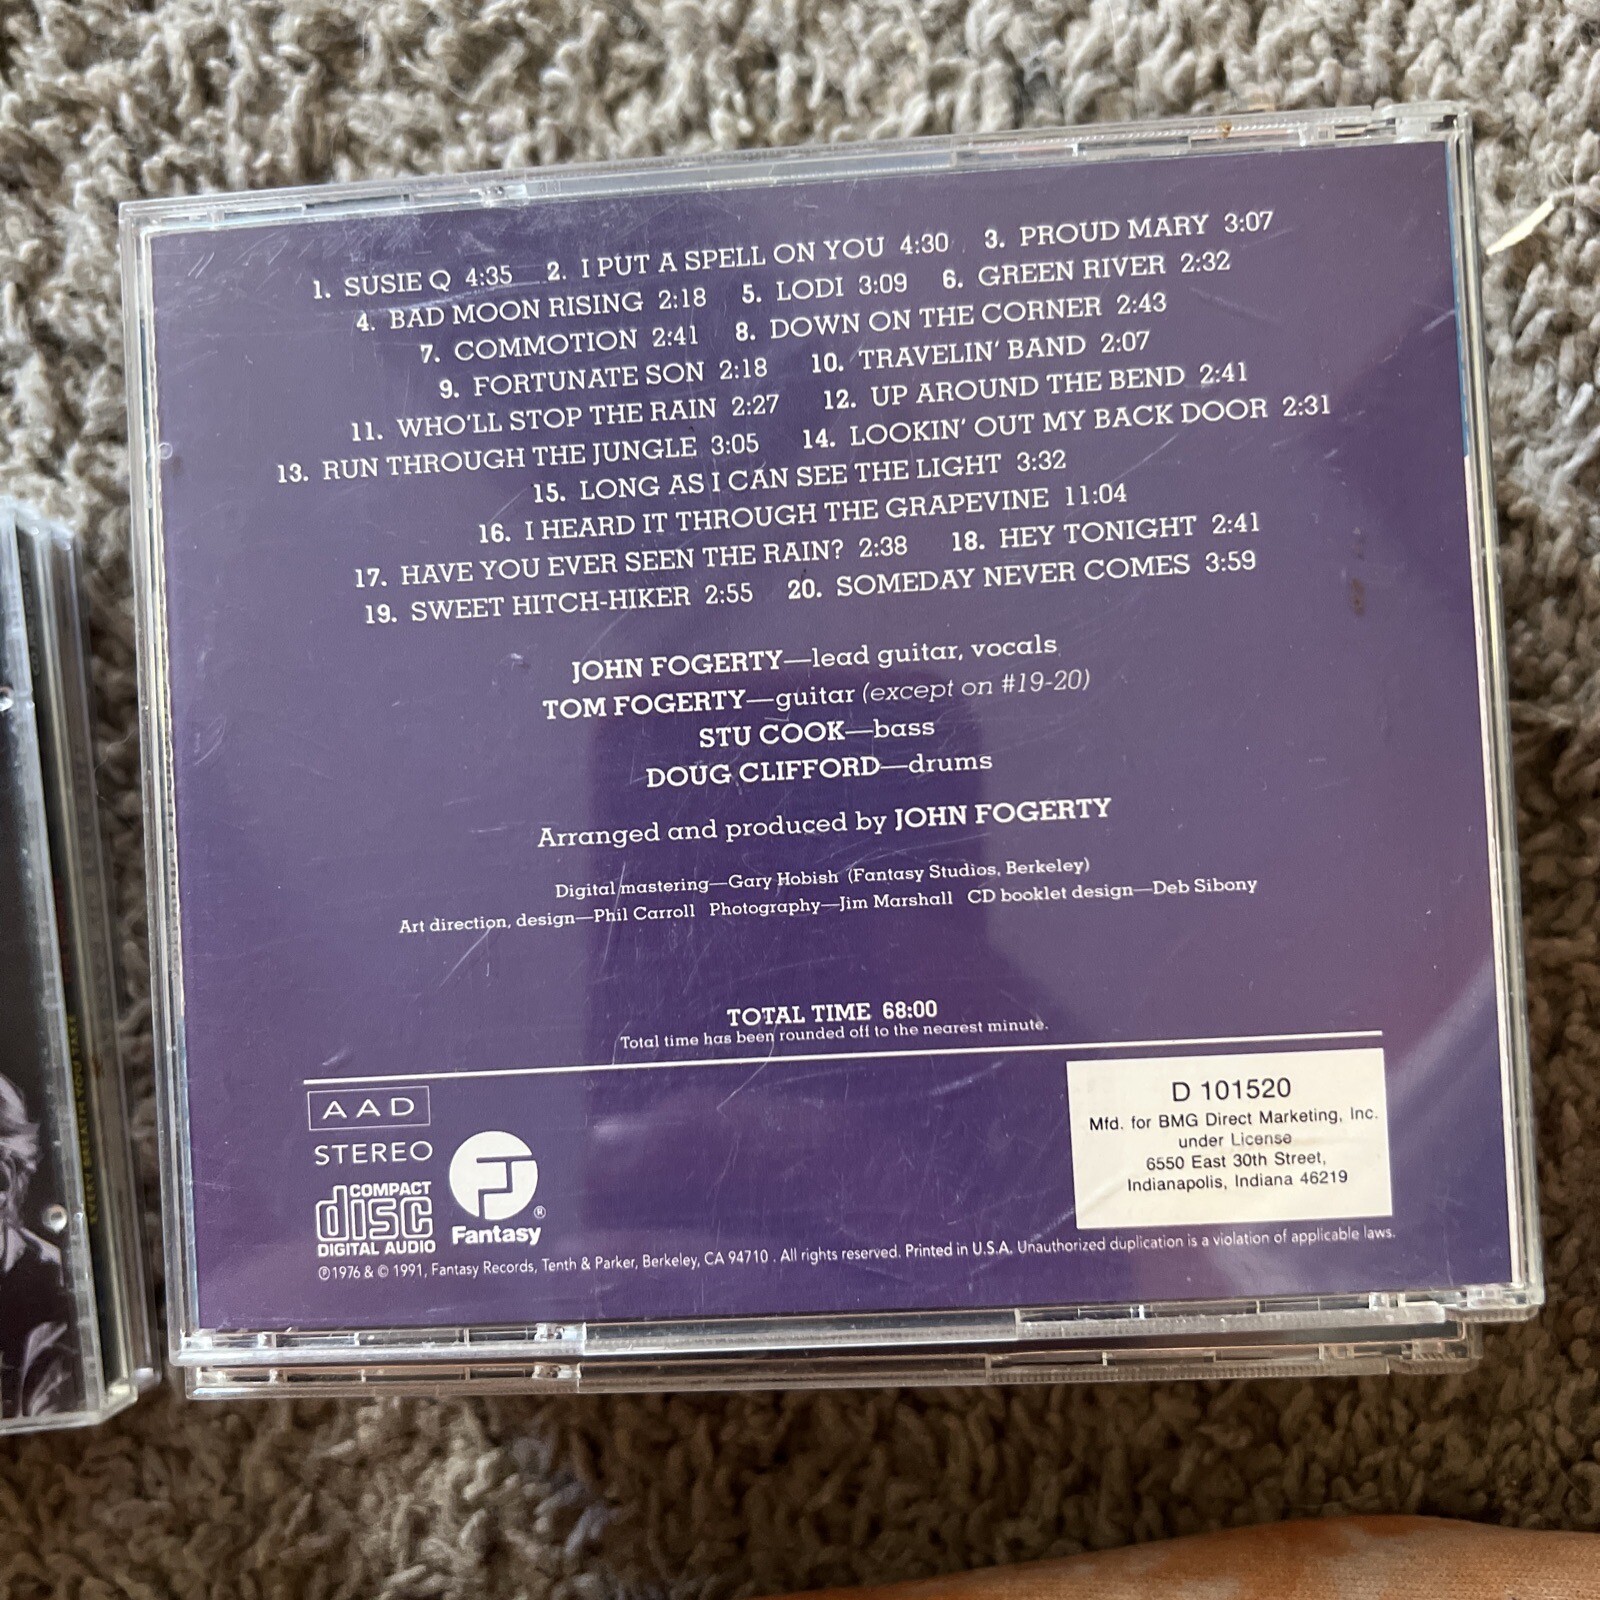 1. SUSIE Q 4:35 2. I PUT A SPELL ON YOU 4:30 3. PROUD MARY 3:07
4. BAD MOON RISING 2:18 5. LODI 3:09 6. GREEN RIVER 2:32
7. COMMOTION 2:41 8. DOWN ON THE CORNER 2:43
9. FORTUNATE SON 2:18 10. TRAVELIN' BAND 2:07
11. WHO'LL STOP THE RAIN 2:27 12. UP AROUND THE BEND 2:41
13. RUN THROUGH THE JUNGLE 3:05 14. LOOKIN' OUT MY BACK DOOR 2:31
15. LONG AS I CAN SEE THE LIGHT 3:32
16. I HEARD IT THROUGH THE GRAPEVINE 11:04
17. HAVE YOU EVER SEEN THE RAIN? 2:38 18. HEY TONIGHT 2:41
19. SWEET HITCH-HIKER 2:55 20. SOMEDAY NEVER COMES 3:59
JOHN FOGERTY—lead guitar, vocals
TOM FOGERTY—guitar (except on #19-20)
STU COOK—bass
DOUG CLIFFORD—drums
Arranged and produced by JOHN FOGERTY
Digital mastering—Gary Hobish (Fantasy Studios, Berkeley)
Art direction, design—Phil Carroll Photography—Jim Marshall CD booklet design—Deb Sibony
TOTAL TIME 68:00
Total time has been rounded off to the nearest minute.
AAD
STEREO
COMPACT
disc
DIGITAL AUDIO
Fantasy ®
D 101520
Mfd. for BMG Direct Marketing, Inc.
under License
6550 East 30th Street,
Indianapolis, Indiana 46219
℗1976 & © 1991, Fantasy Records, Tenth & Parker, Berkeley, CA 94710 . All rights reserved. Printed in U.S.A. Unauthorized duplication is a violation of applicable laws.
EVERY BREATH YOU TAKE